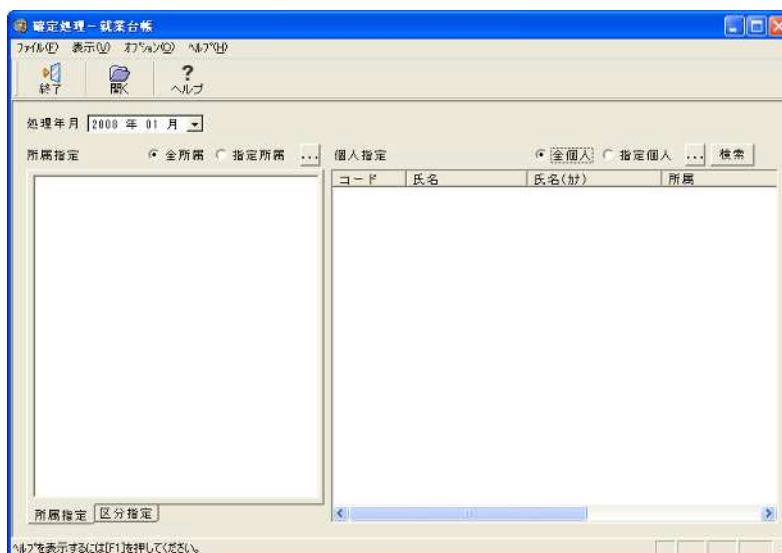 確定処理－就業台帳
ﾌｧｲﾙ(F) 表示(V) ｵﾌﾟｼｮﾝ(O) ﾍﾙﾌﾟ(H)
終了 開く ? ヘルプ
処理年月 2008 年 01 月
所属指定 全所属 指定所属 ... 個人指定 全個人 指定個人 ... 検索
コード 氏名 氏名(ｶﾅ) 所属
所属指定 区分指定
ﾍﾙﾌﾟを表示するには[F1]を押してください。